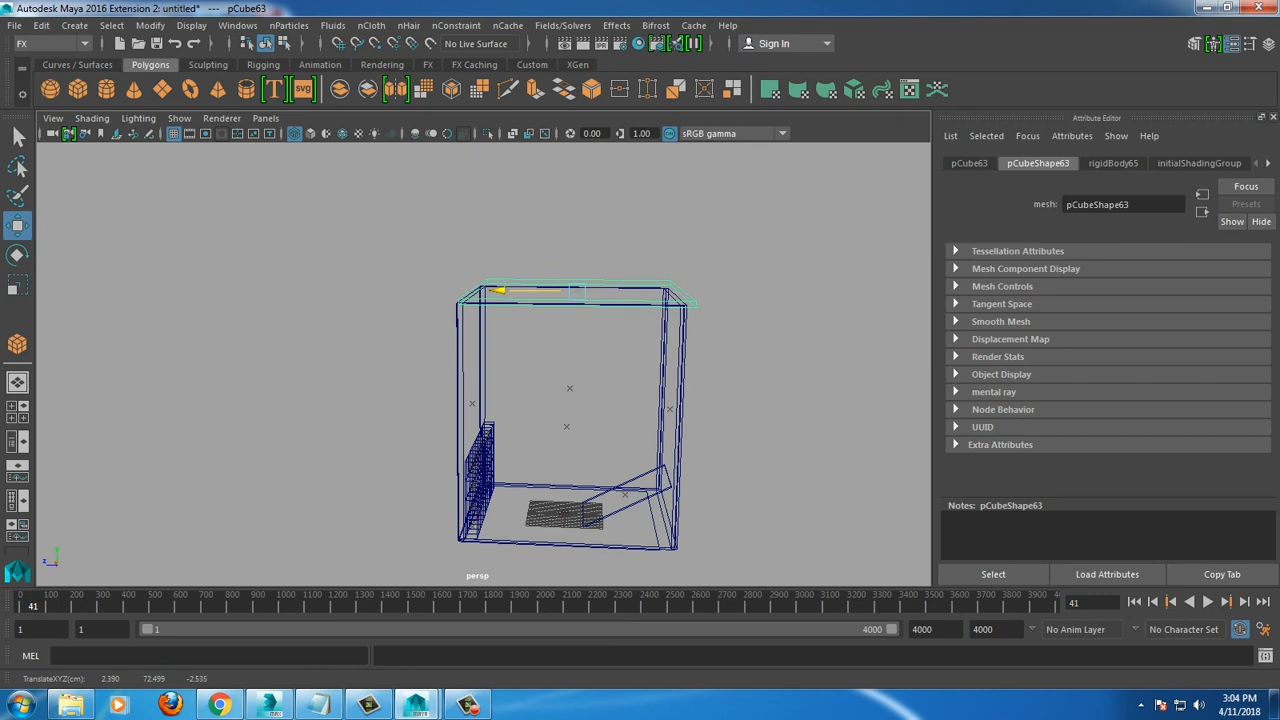 Autodesk Maya 2016 Extension 2: untitled* --- pCube63
File Edit Create Select Modify Display Windows nParticles Fluids nCloth nHair nConstraint nCache Fields/Solvers Effects Bifrost Cache Help
FX No Live Surface Sign In
Curves / Surfaces Polygons Sculpting Rigging Animation Rendering FX FX Caching Custom XGen
T svg
View Shading Lighting Show Renderer Panels
0.00 1.00 sRGB gamma
Attribute Editor
List Selected Focus Attributes Show Help
pCube63 pCubeShape63 rigidBody65 initialShadingGroup
Focus
mesh: pCubeShape63
Presets
Show Hide
Tessellation Attributes
Mesh Component Display
Mesh Controls
Tangent Space
Smooth Mesh
Displacement Map
Render Stats
Object Display
mental ray
Node Behavior
UUID
Extra Attributes
Notes: pCubeShape63
Select Load Attributes Copy Tab
z y
persp
0 100 200 300 400 500 600 700 800 900 1000 1100 1200 1300 1400 1500 1600 1700 1800 1900 2000 2100 2200 2300 2400 2500 2600 2700 2800 2900 3000 3100 3200 3300 3400 3500 3600 3700 3800 3900
41 41
1 1 1 4000 4000 4000 No Anim Layer No Character Set
MEL
TranslateXYZ(cm): 2.390 72.499 -2.535
3:04 PM
4/11/2018